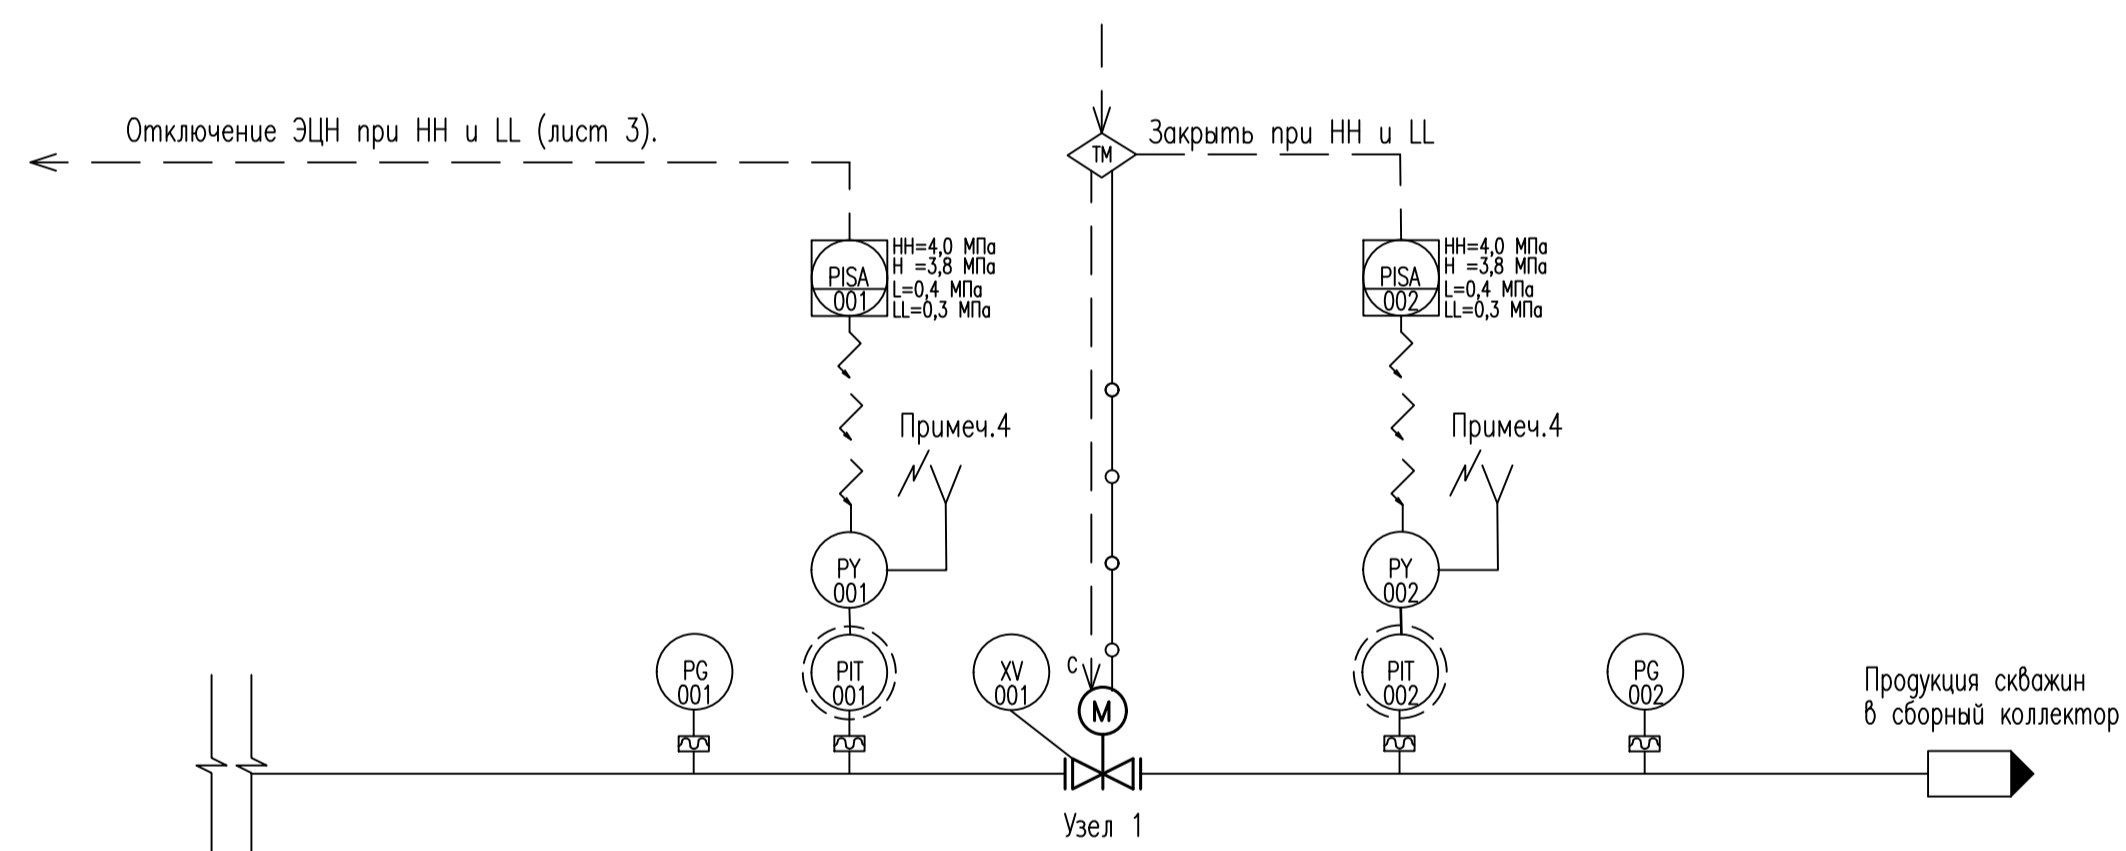 Отключение ЭЦН при НН и LL (лист 3).
ТМ
Закрыть при НН и LL
PISA
001
НН=4,0 МПа
Н =3,8 МПа
L=0,4 МПа
LL=0,3 МПа
PISA
002
НН=4,0 МПа
Н =3,8 МПа
L=0,4 МПа
LL=0,3 МПа
Примеч.4
Примеч.4
PY
001
PY
002
PG
001
PIT
001
XV
001
С
М
PIT
002
PG
002
Продукция скважин
в сборный коллектор
Узел 1